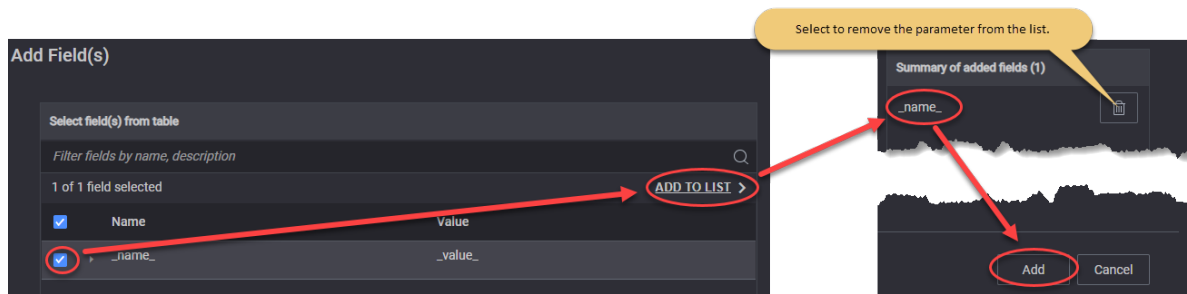 Select to remove the parameter from the list.
Add Field(s)
Select field(s) from table
Filter fields by name, description
1 of 1 field selected
ADD TO LIST >
Name Value
_name_ _value_
Summary of added fields (1)
_name_
Add Cancel